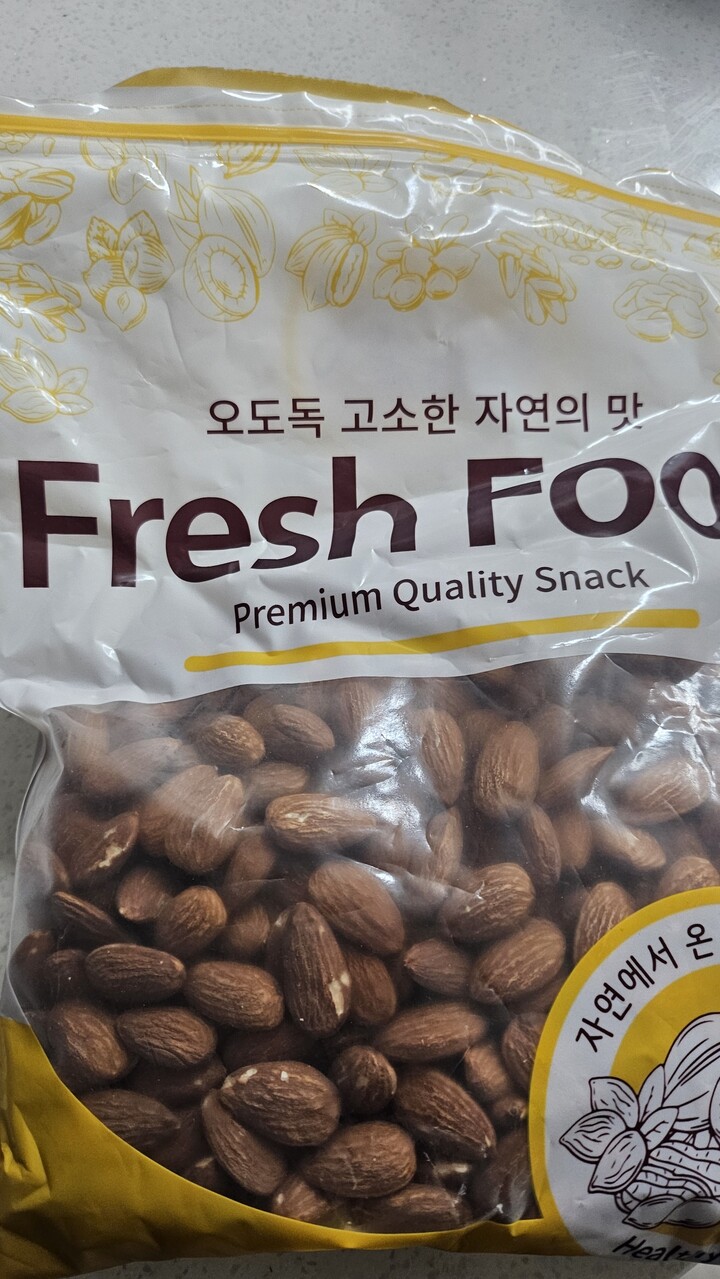 오도독 고소한 자연의 맛
Fresh Foo
Premium Quality Snack
자연에서 온